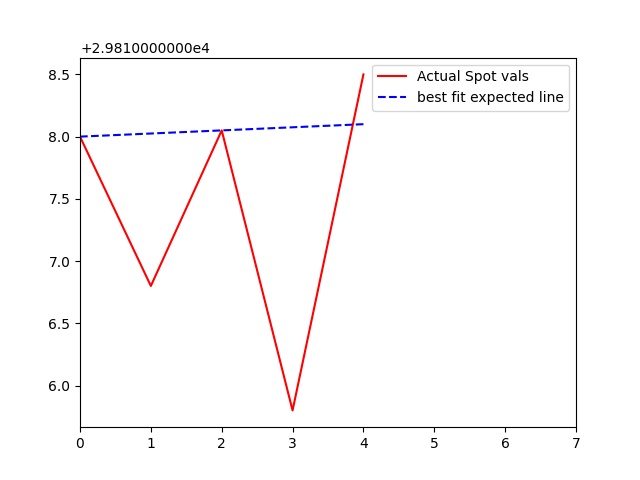 +2.9810000000e4
8.5
8.0
7.5
7.0
6.5
6.0
0 1 2 3 4 5 6 7
Actual Spot vals
best fit expected line